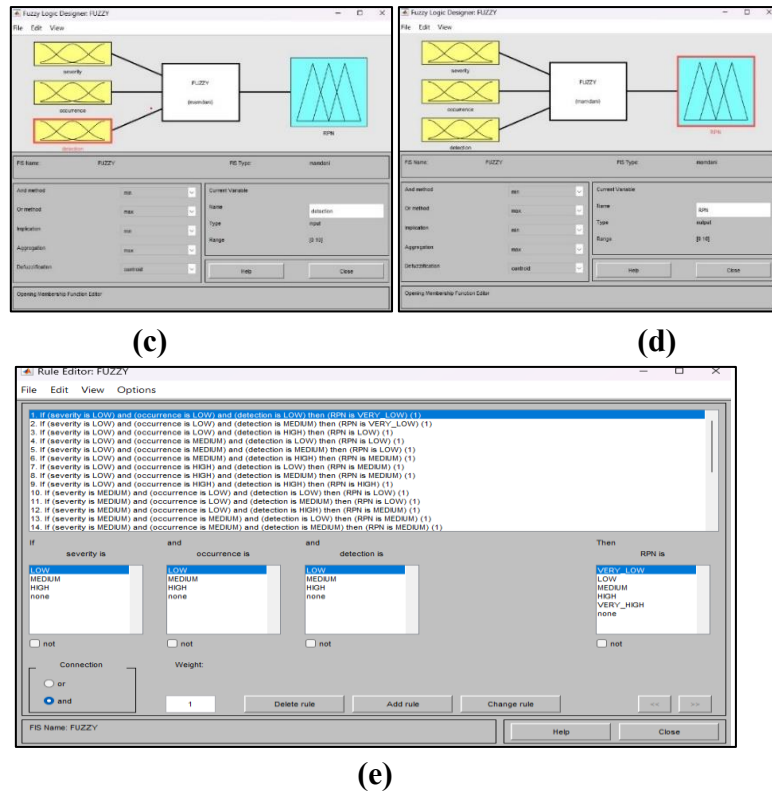 Fuzzy Logic Designer: FUZZY
File Edit View
severity
occurrence
detection
FUZZY
(mamdani)
RPN
FIS Name: FUZZY FIS Type: mamdani
And method min
Or method max
Implication min
Aggregation max
Defuzzification centroid
Current Variable
Name detection
Type input
Range [0 10]
Help Close
Opening Membership Function Editor
(c)
Fuzzy Logic Designer: FUZZY
File Edit View
severity
occurrence
detection
FUZZY
(mamdani)
RPN
FIS Name: FUZZY FIS Type: mamdani
And method min
Or method max
Implication min
Aggregation max
Defuzzification centroid
Current Variable
Name RPN
Type output
Range [0 10]
Help Close
Opening Membership Function Editor
(d)
Rule Editor: FUZZY
File Edit View Options
1. If (severity is LOW) and (occurrence is LOW) and (detection is LOW) then (RPN is VERY_LOW) (1)
2. If (severity is LOW) and (occurrence is LOW) and (detection is MEDIUM) then (RPN is VERY_LOW) (1)
3. If (severity is LOW) and (occurrence is LOW) and (detection is HIGH) then (RPN is LOW) (1)
4. If (severity is LOW) and (occurrence is MEDIUM) and (detection is LOW) then (RPN is LOW) (1)
5. If (severity is LOW) and (occurrence is MEDIUM) and (detection is MEDIUM) then (RPN is LOW) (1)
6. If (severity is LOW) and (occurrence is MEDIUM) and (detection is HIGH) then (RPN is MEDIUM) (1)
7. If (severity is LOW) and (occurrence is HIGH) and (detection is LOW) then (RPN is MEDIUM) (1)
8. If (severity is LOW) and (occurrence is HIGH) and (detection is MEDIUM) then (RPN is MEDIUM) (1)
9. If (severity is LOW) and (occurrence is HIGH) and (detection is HIGH) then (RPN is HIGH) (1)
10. If (severity is MEDIUM) and (occurrence is LOW) and (detection is LOW) then (RPN is LOW) (1)
11. If (severity is MEDIUM) and (occurrence is LOW) and (detection is MEDIUM) then (RPN is LOW) (1)
12. If (severity is MEDIUM) and (occurrence is LOW) and (detection is HIGH) then (RPN is MEDIUM) (1)
13. If (severity is MEDIUM) and (occurrence is MEDIUM) and (detection is LOW) then (RPN is MEDIUM) (1)
14. If (severity is MEDIUM) and (occurrence is MEDIUM) and (detection is MEDIUM) then (RPN is MEDIUM) (1)
If and and Then
severity is occurrence is detection is RPN is
LOW LOW LOW VERY_LOW
MEDIUM MEDIUM MEDIUM LOW
HIGH HIGH HIGH MEDIUM
none none none HIGH
VERY_HIGH
none
not not not not
Connection Weight:
or
and 1 Delete rule Add rule Change rule << >>
FIS Name: FUZZY Help Close
(e)